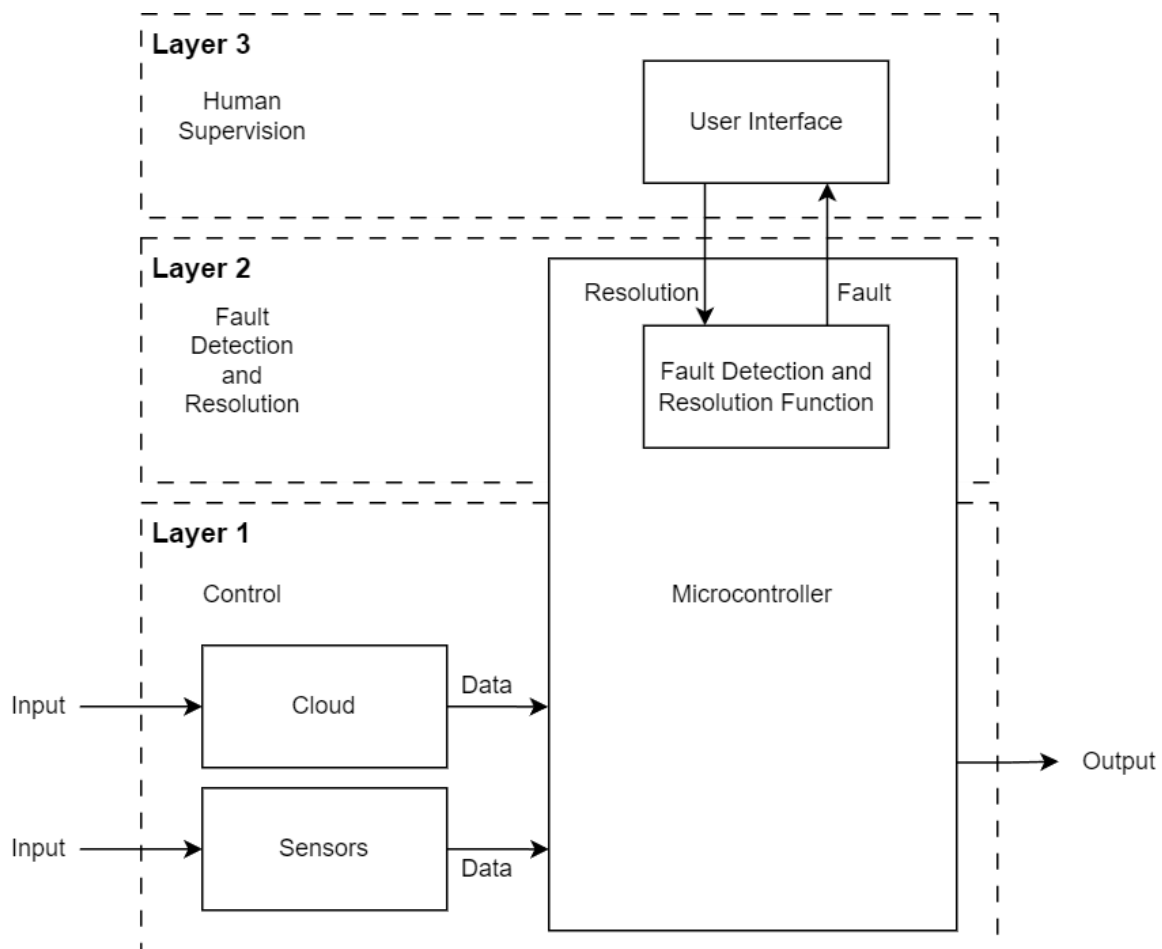 Layer 3
Human
Supervision
User Interface
Layer 2
Resolution
Fault
Fault
Detection
and
Resolution
Fault Detection and
Resolution Function
Layer 1
Control
Microcontroller
Input
Cloud
Data
Output
Input
Sensors
Data